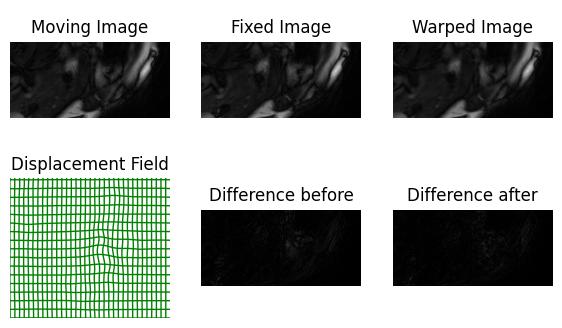 Moving Image
Fixed Image
Warped Image
Displacement Field
Difference before
Difference after